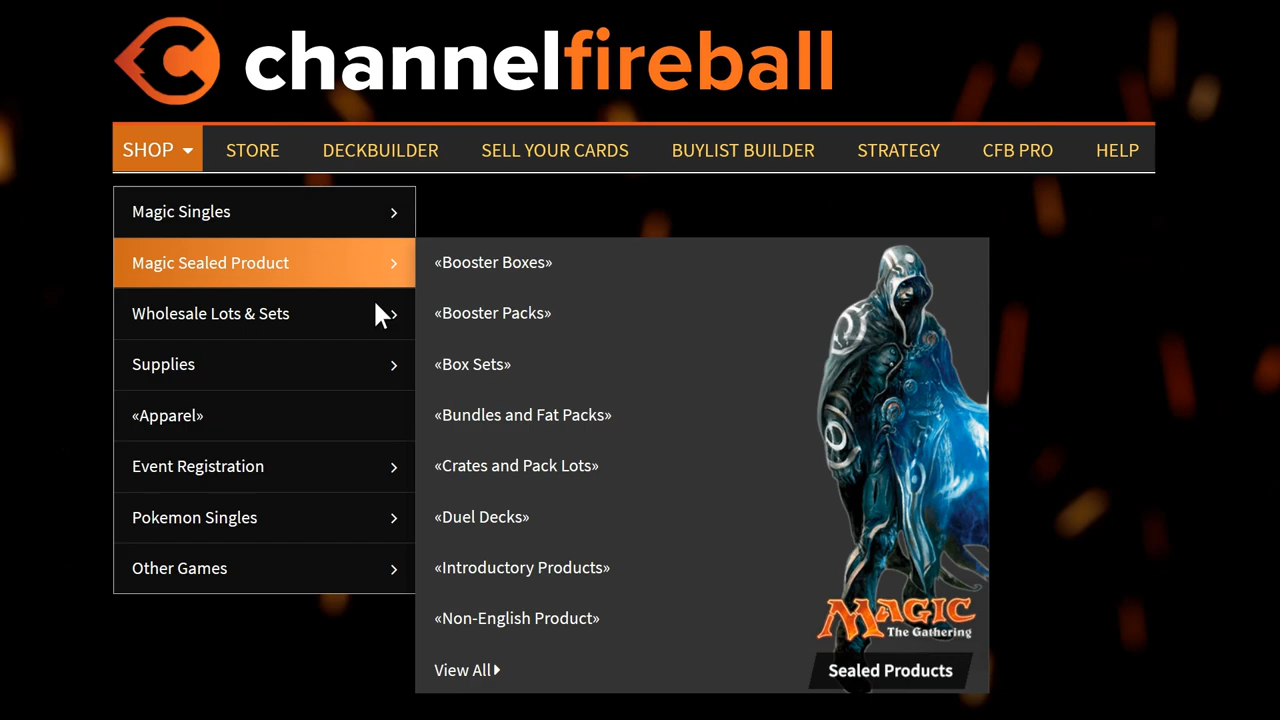 channelfireball
SHOP STORE DECKBUILDER SELL YOUR CARDS BUYLIST BUILDER STRATEGY CFB PRO HELP
Magic Singles
Magic Sealed Product
Wholesale Lots & Sets
Supplies
«Apparel»
Event Registration
Pokemon Singles
Other Games
«Booster Boxes»
«Booster Packs»
«Box Sets»
«Bundles and Fat Packs»
«Crates and Pack Lots»
«Duel Decks»
«Introductory Products»
«Non-English Product»
View All
MAGIC
The Gathering
Sealed Products